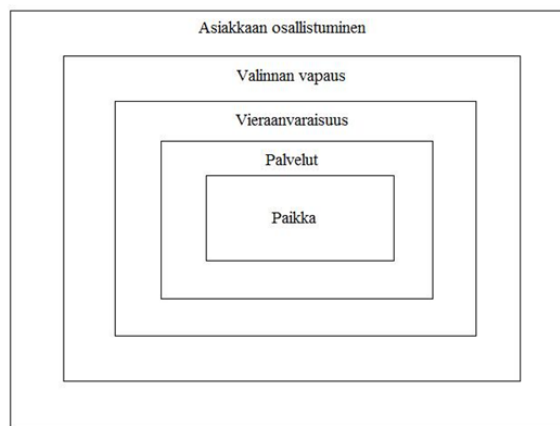 Asiakkaan osallistuminen
Valinnan vapaus
Vieraanvaraisuus
Palvelut
Paikka